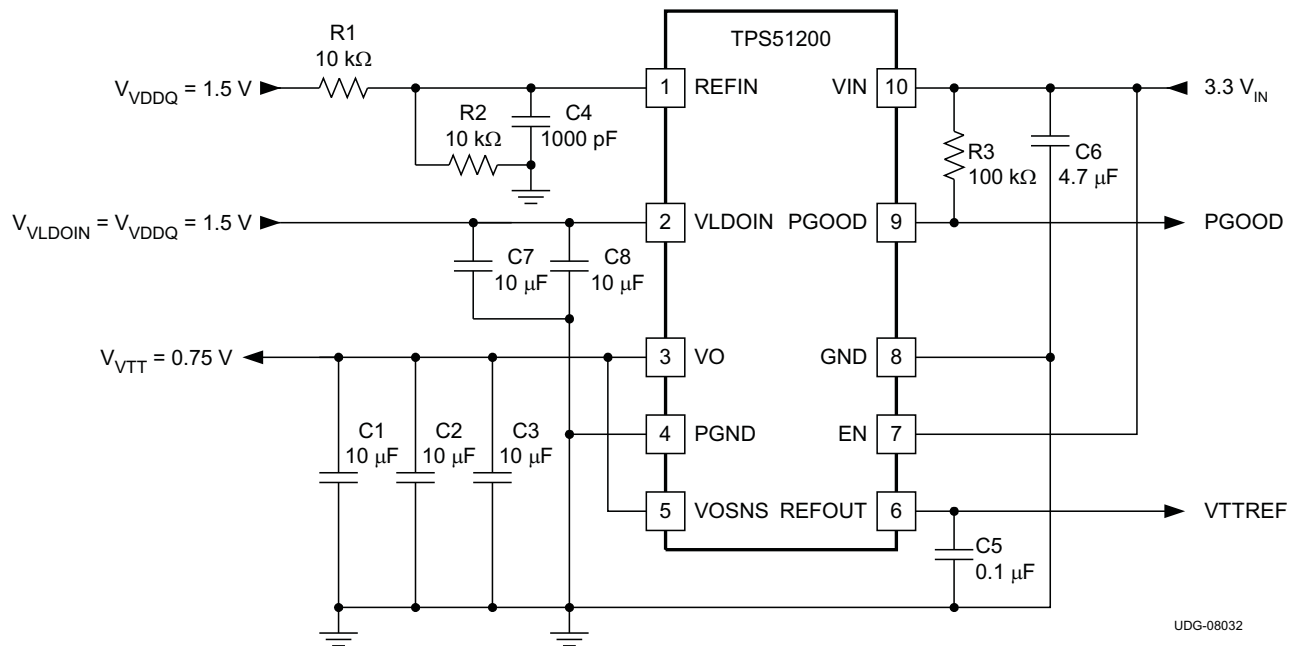 TPS51200
R1
10 kΩ
V_VDDQ = 1.5 V
1
REFIN
VIN
10
3.3 V_IN
R2
10 kΩ
C4
1000 pF
R3
100 kΩ
C6
4.7 μF
V_VLDOIN = V_VDDQ = 1.5 V
2
VLDOIN
PGOOD
9
PGOOD
C7
10 μF
C8
10 μF
V_VTT = 0.75 V
3
VO
GND
8
C1
10 μF
C2
10 μF
C3
10 μF
4
PGND
EN
7
5
VOSNS
REFOUT
6
VTTREF
C5
0.1 μF
UDG-08032